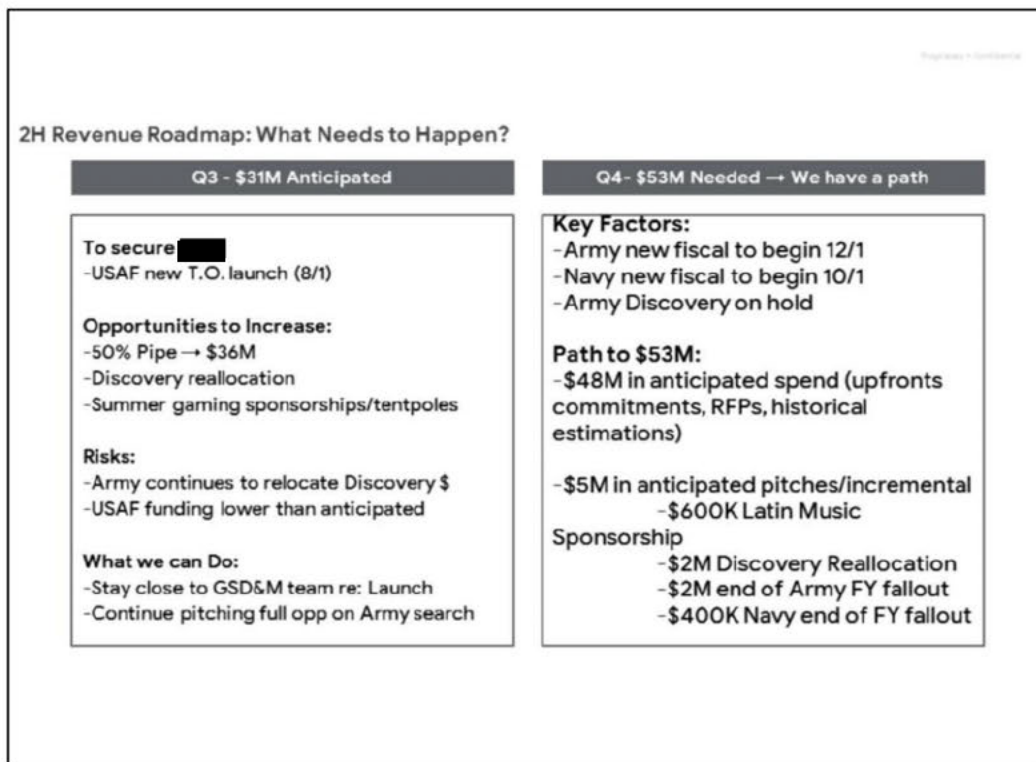 Proprietary + Confidential
2H Revenue Roadmap: What Needs to Happen?
Q3 - $31M Anticipated
To secure
-USAF new T.O. launch (8/1)
Opportunities to Increase:
-50% Pipe → $36M
-Discovery reallocation
-Summer gaming sponsorships/tentpoles
Risks:
-Army continues to relocate Discovery $
-USAF funding lower than anticipated
What we can Do:
-Stay close to GSD&M team re: Launch
-Continue pitching full opp on Army search
Q4- $53M Needed → We have a path
Key Factors:
-Army new fiscal to begin 12/1
-Navy new fiscal to begin 10/1
-Army Discovery on hold
Path to $53M:
-$48M in anticipated spend (upfronts
commitments, RFPs, historical
estimations)
-$5M in anticipated pitches/incremental
-$600K Latin Music
Sponsorship
-$2M Discovery Reallocation
-$2M end of Army FY fallout
-$400K Navy end of FY fallout